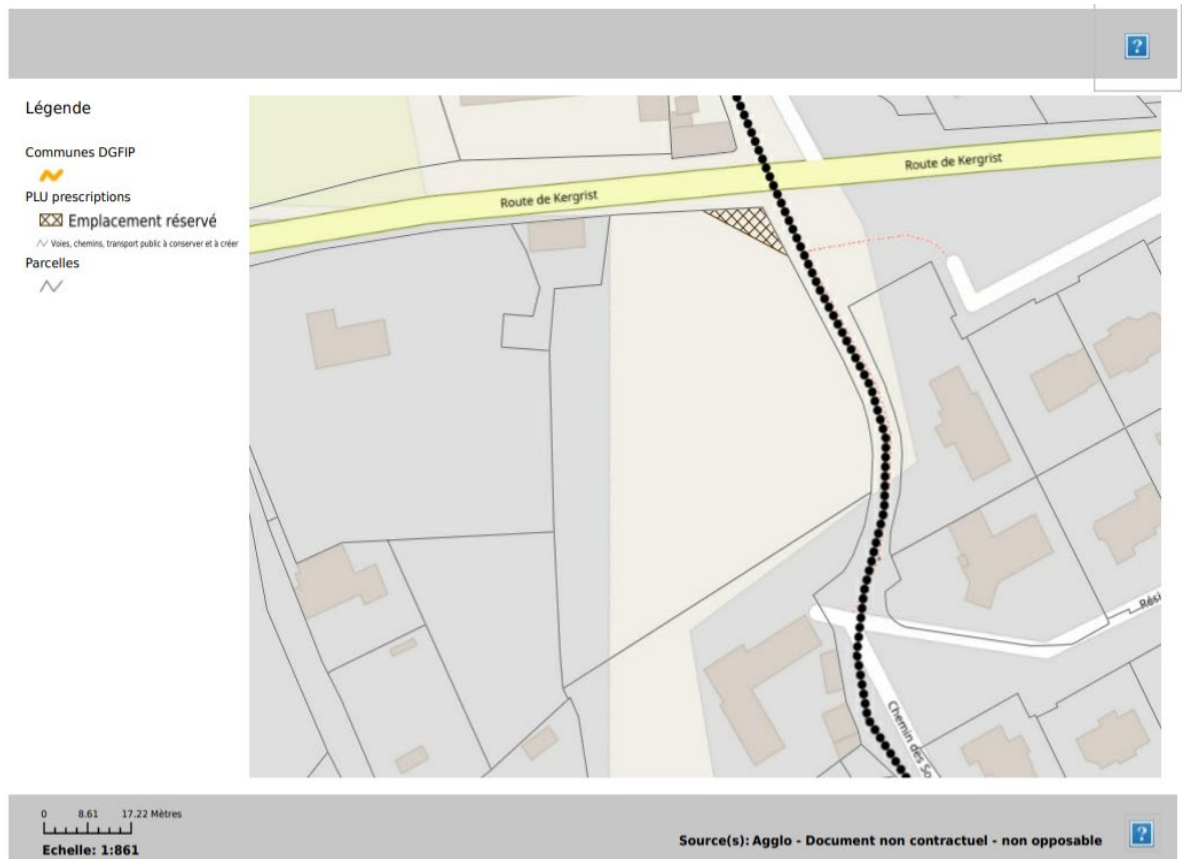 Légende
Communes DGFIP
PLU prescriptions
Emplacement réservé
Voies, chemins, transport public à conserver et à créer
Parcelles
Route de Kergrist
Route de Kergrist
Rési
Chemin des So
0 8.61 17.22 Mètres
Echelle: 1:861
Source(s): Agglo - Document non contractuel - non opposable